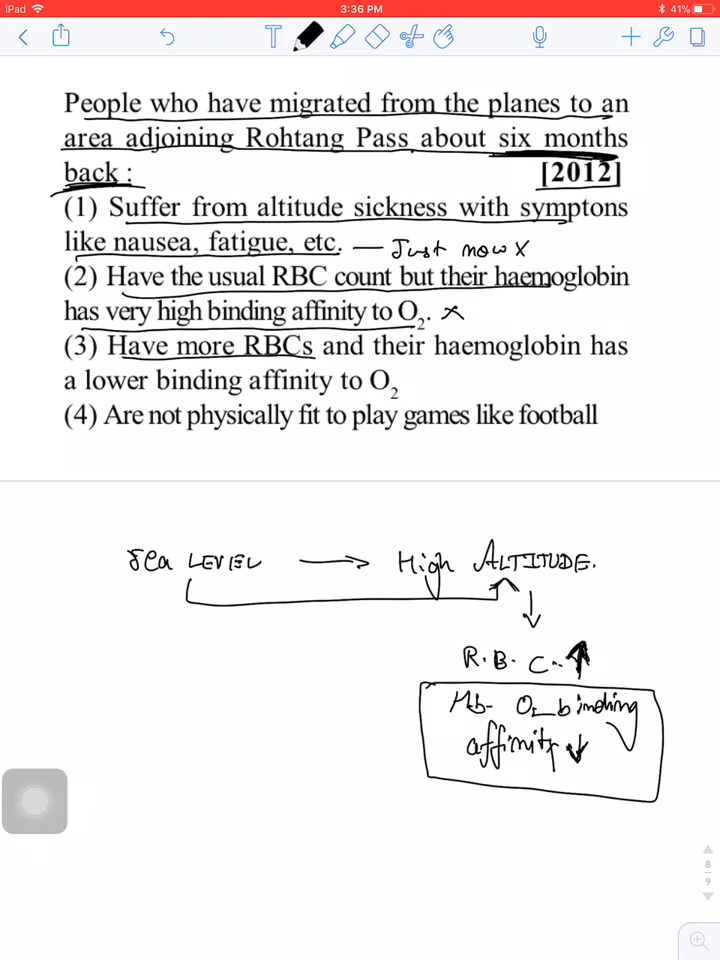 iPad 3:36 PM 41%
T
People who have migrated from the planes to an
area adjoining Rohtang Pass about six months
back : [2012]
(1) Suffer from altitude sickness with symptons
like nausea, fatigue, etc. — Just now X
(2) Have the usual RBC count but their haemoglobin
has very high binding affinity to O2. x
(3) Have more RBCs and their haemoglobin has
a lower binding affinity to O2
(4) Are not physically fit to play games like football
Sea LEVEL → High ALTITUDE.
↓
R.B.C. ↑
Hb- O2 binding
affinity ↓
8
9